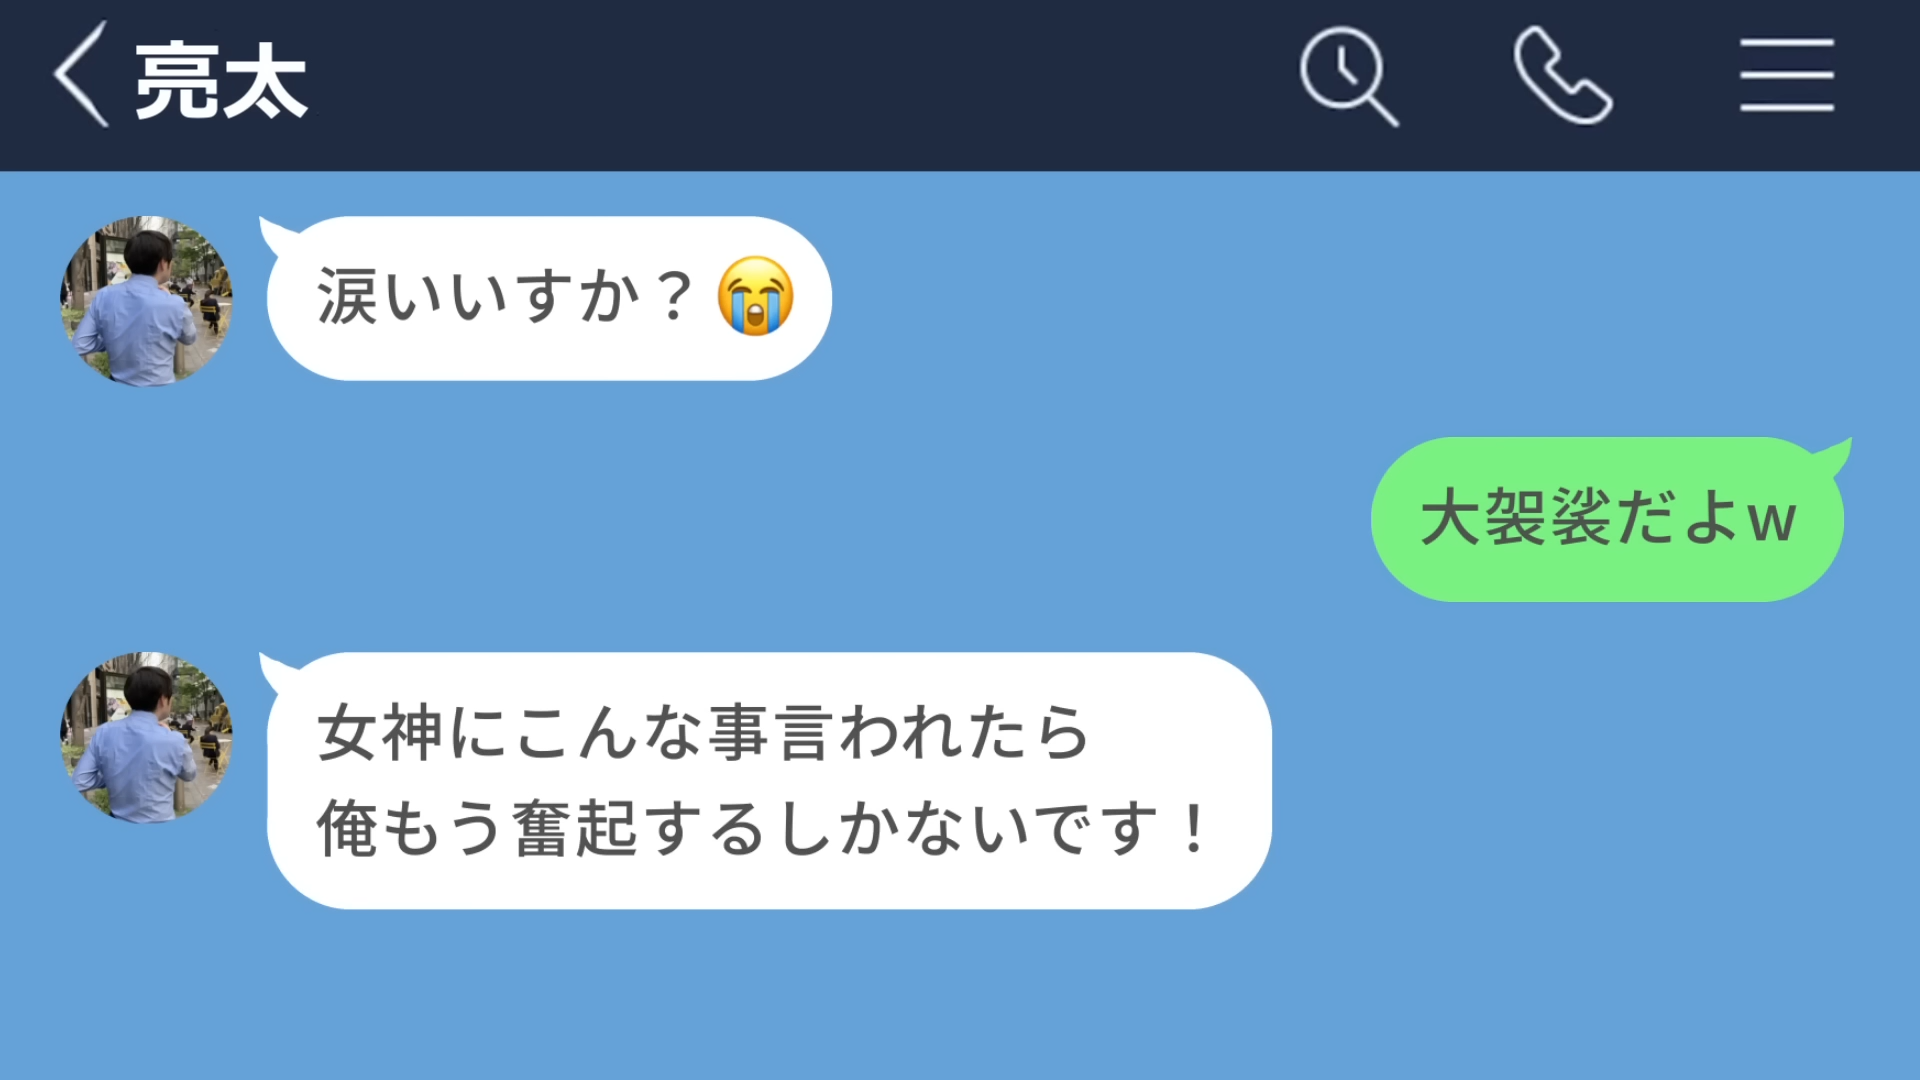 亮太
涙いいすか？😭
大袈裟だよw
女神にこんな事言われたら
俺もう奮起するしかないです！